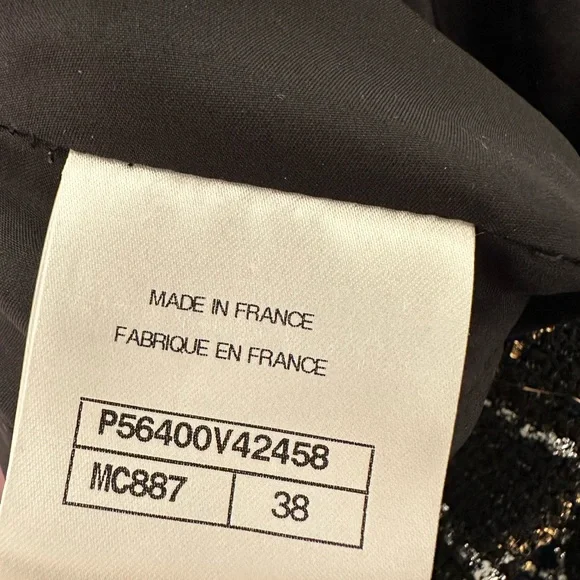 MADE IN FRANCE
FABRIQUE EN FRANCE
P56400V42458
MC887 38